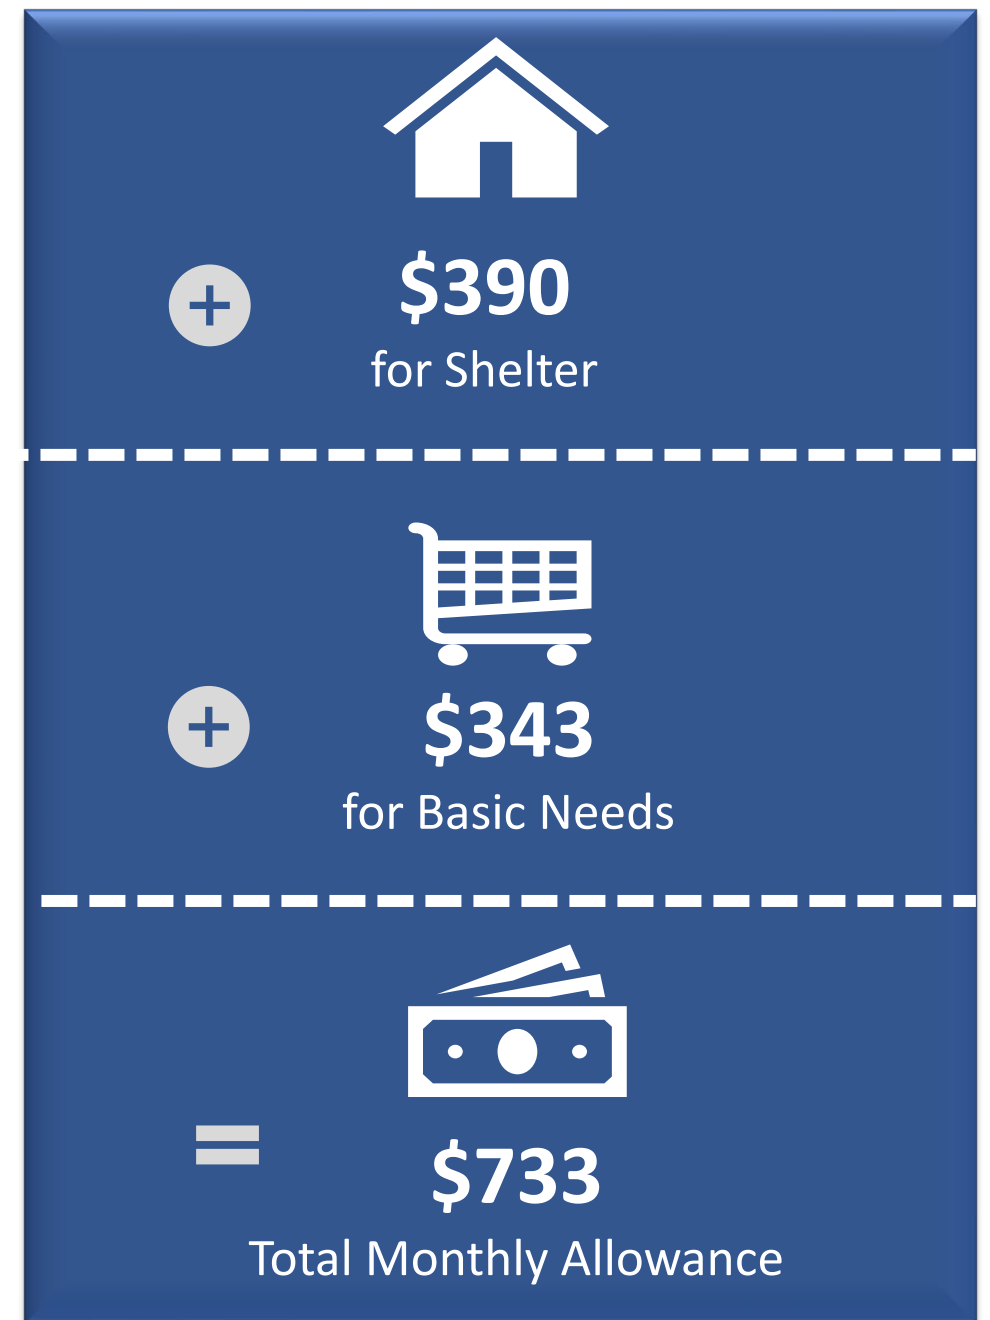 +
$390
for Shelter
+
$343
for Basic Needs
=
$733
Total Monthly Allowance